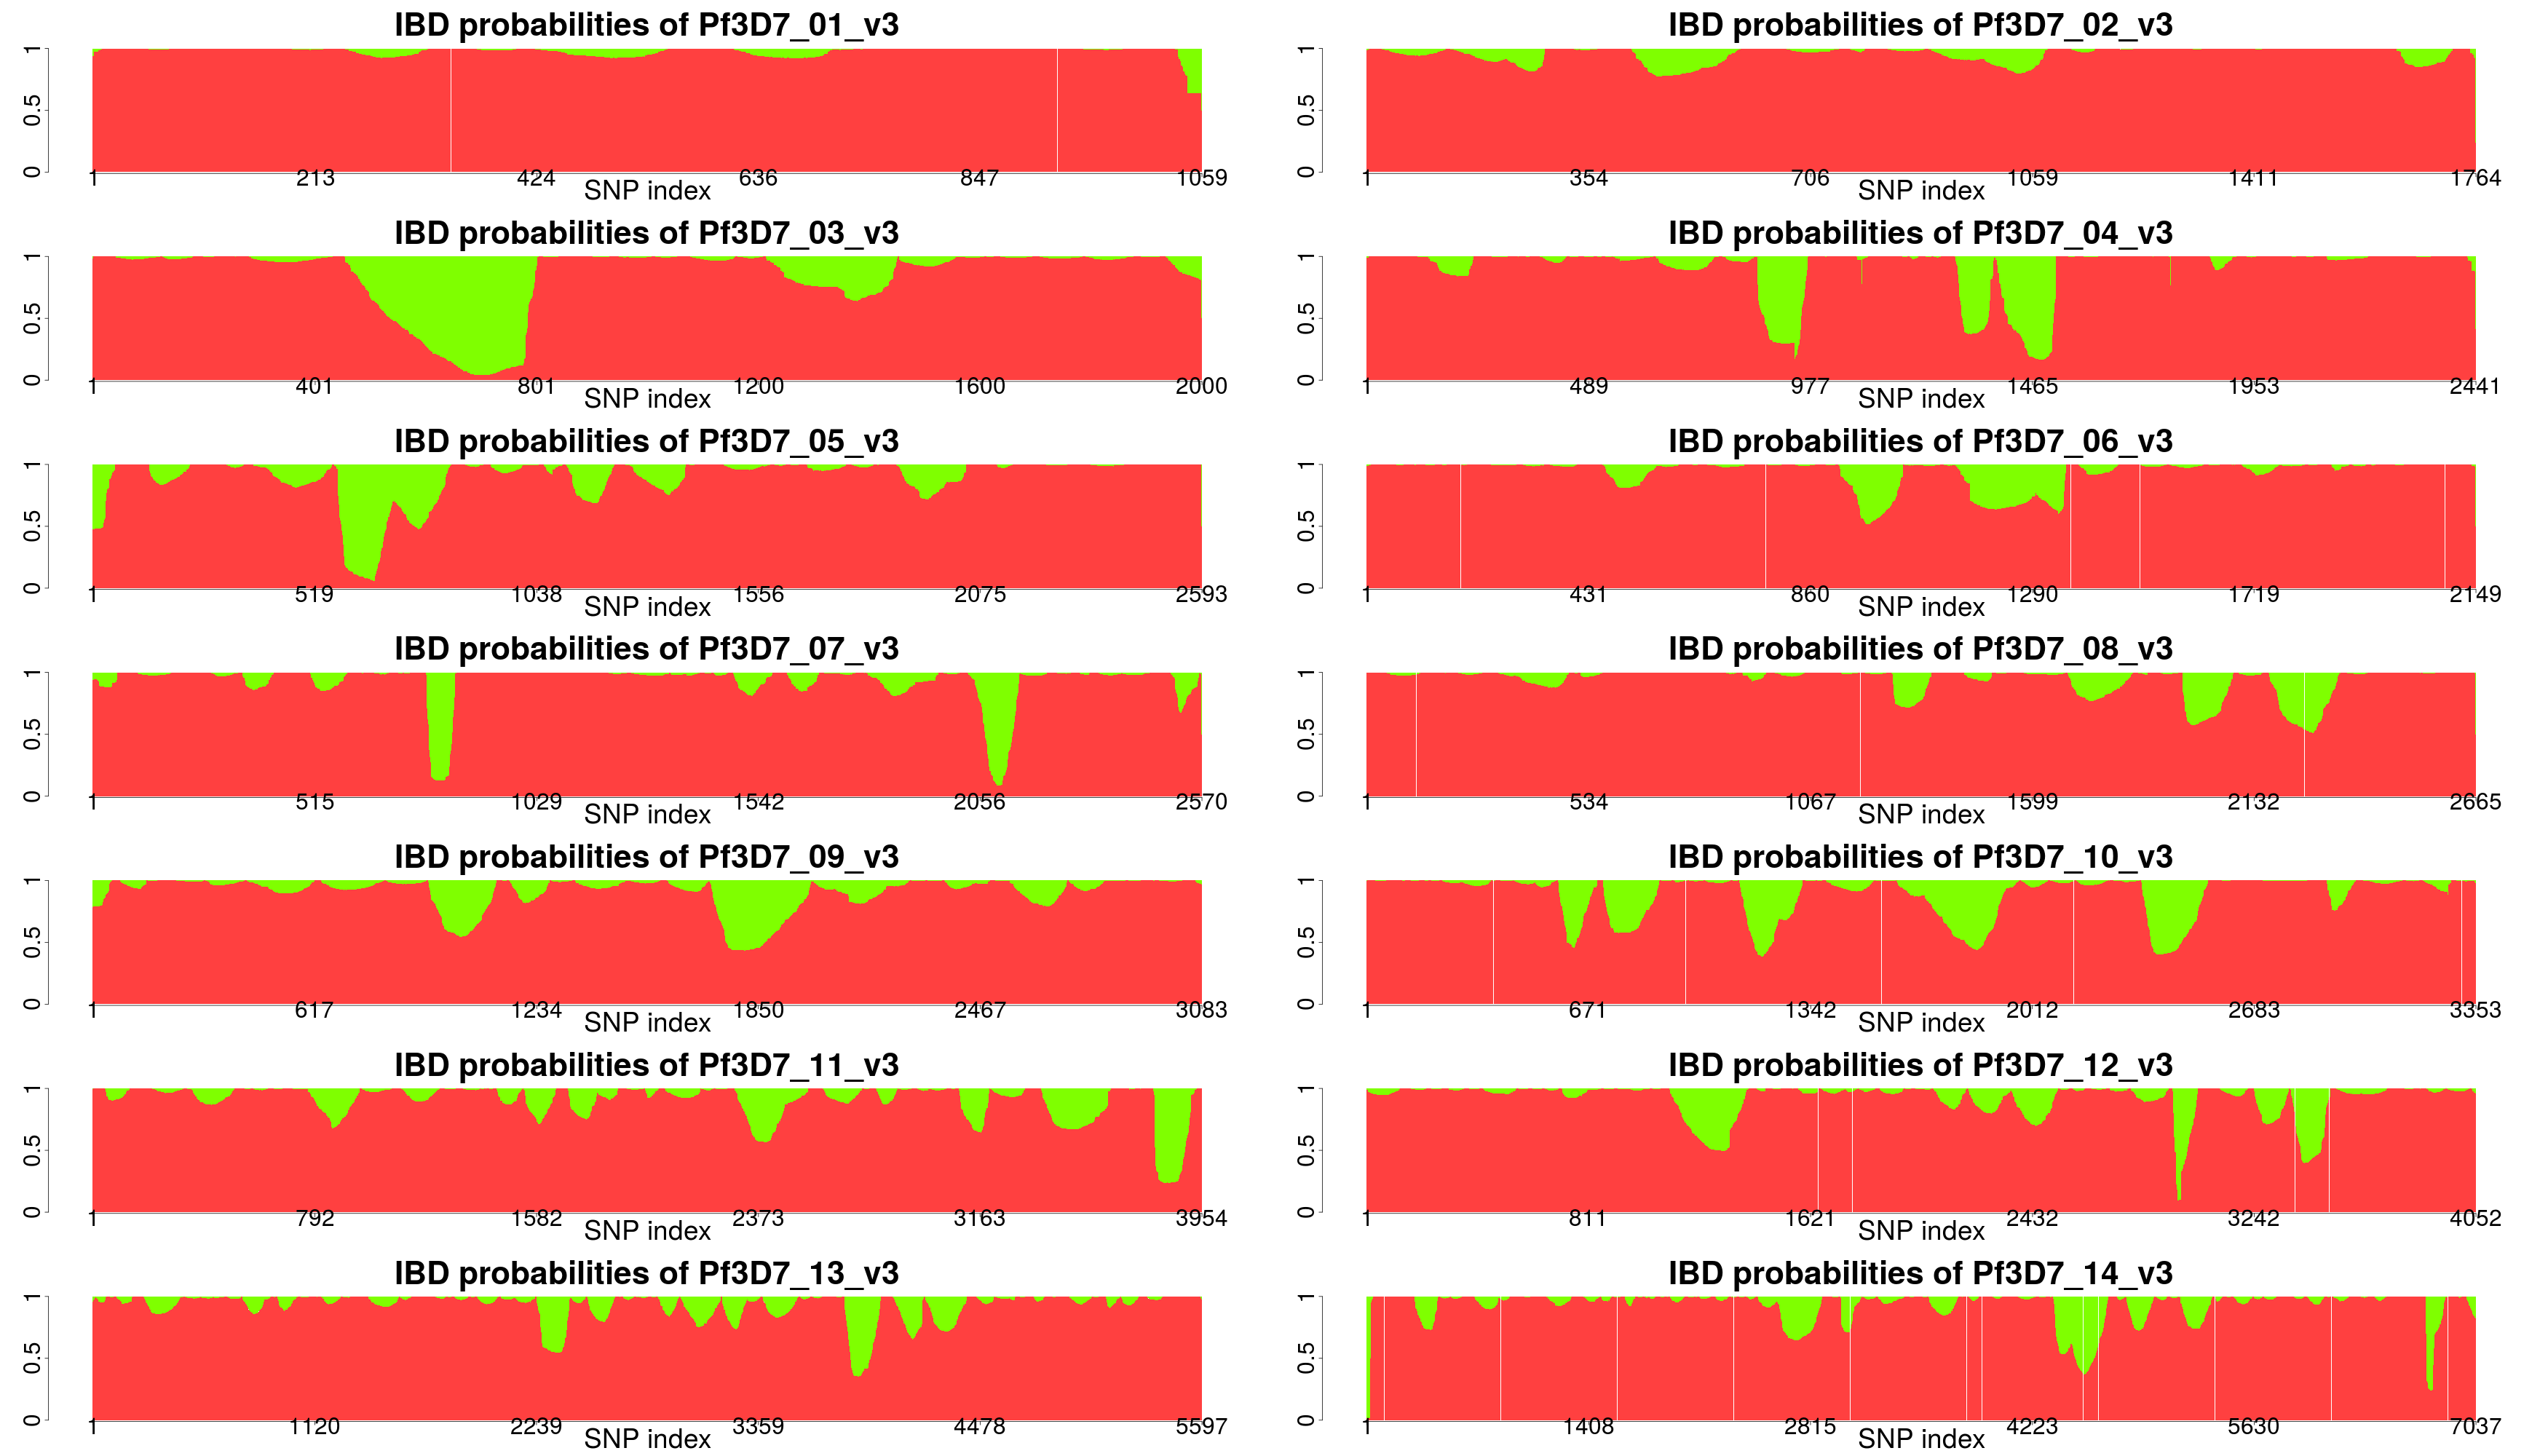 IBD probabilities of Pf3D7_01_v3
1
0.5
0
1 213 424 636 847 1059
SNP index
IBD probabilities of Pf3D7_02_v3
1
0.5
0
1 354 706 1059 1411 1764
SNP index
IBD probabilities of Pf3D7_03_v3
1
0.5
0
1 401 801 1200 1600 2000
SNP index
IBD probabilities of Pf3D7_04_v3
1
0.5
0
1 489 977 1465 1953 2441
SNP index
IBD probabilities of Pf3D7_05_v3
1
0.5
0
1 519 1038 1556 2075 2593
SNP index
IBD probabilities of Pf3D7_06_v3
1
0.5
0
1 431 860 1290 1719 2149
SNP index
IBD probabilities of Pf3D7_07_v3
1
0.5
0
1 515 1029 1542 2056 2570
SNP index
IBD probabilities of Pf3D7_08_v3
1
0.5
0
1 534 1067 1599 2132 2665
SNP index
IBD probabilities of Pf3D7_09_v3
1
0.5
0
1 617 1234 1850 2467 3083
SNP index
IBD probabilities of Pf3D7_10_v3
1
0.5
0
1 671 1342 2012 2683 3353
SNP index
IBD probabilities of Pf3D7_11_v3
1
0.5
0
1 792 1582 2373 3163 3954
SNP index
IBD probabilities of Pf3D7_12_v3
1
0.5
0
1 811 1621 2432 3242 4052
SNP index
IBD probabilities of Pf3D7_13_v3
1
0.5
0
1 1120 2239 3359 4478 5597
SNP index
IBD probabilities of Pf3D7_14_v3
1
0.5
0
1 1408 2815 4223 5630 7037
SNP index